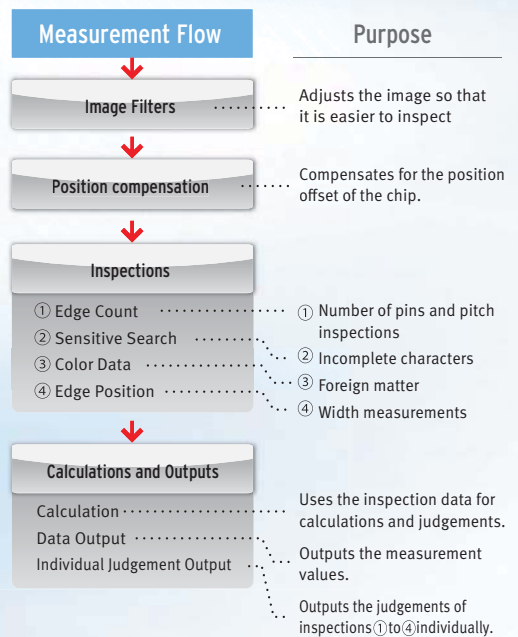 Measurement Flow
Purpose
Image Filters
Adjusts the image so that
it is easier to inspect
Position compensation
Compensates for the position
offset of the chip.
Inspections
① Edge Count
② Sensitive Search
③ Color Data
④ Edge Position
① Number of pins and pitch
inspections
② Incomplete characters
③ Foreign matter
④ Width measurements
Calculations and Outputs
Calculation
Data Output
Individual Judgement Output
Uses the inspection data for
calculations and judgements.
Outputs the measurement
values.
Outputs the judgements of
inspections①to④individually.